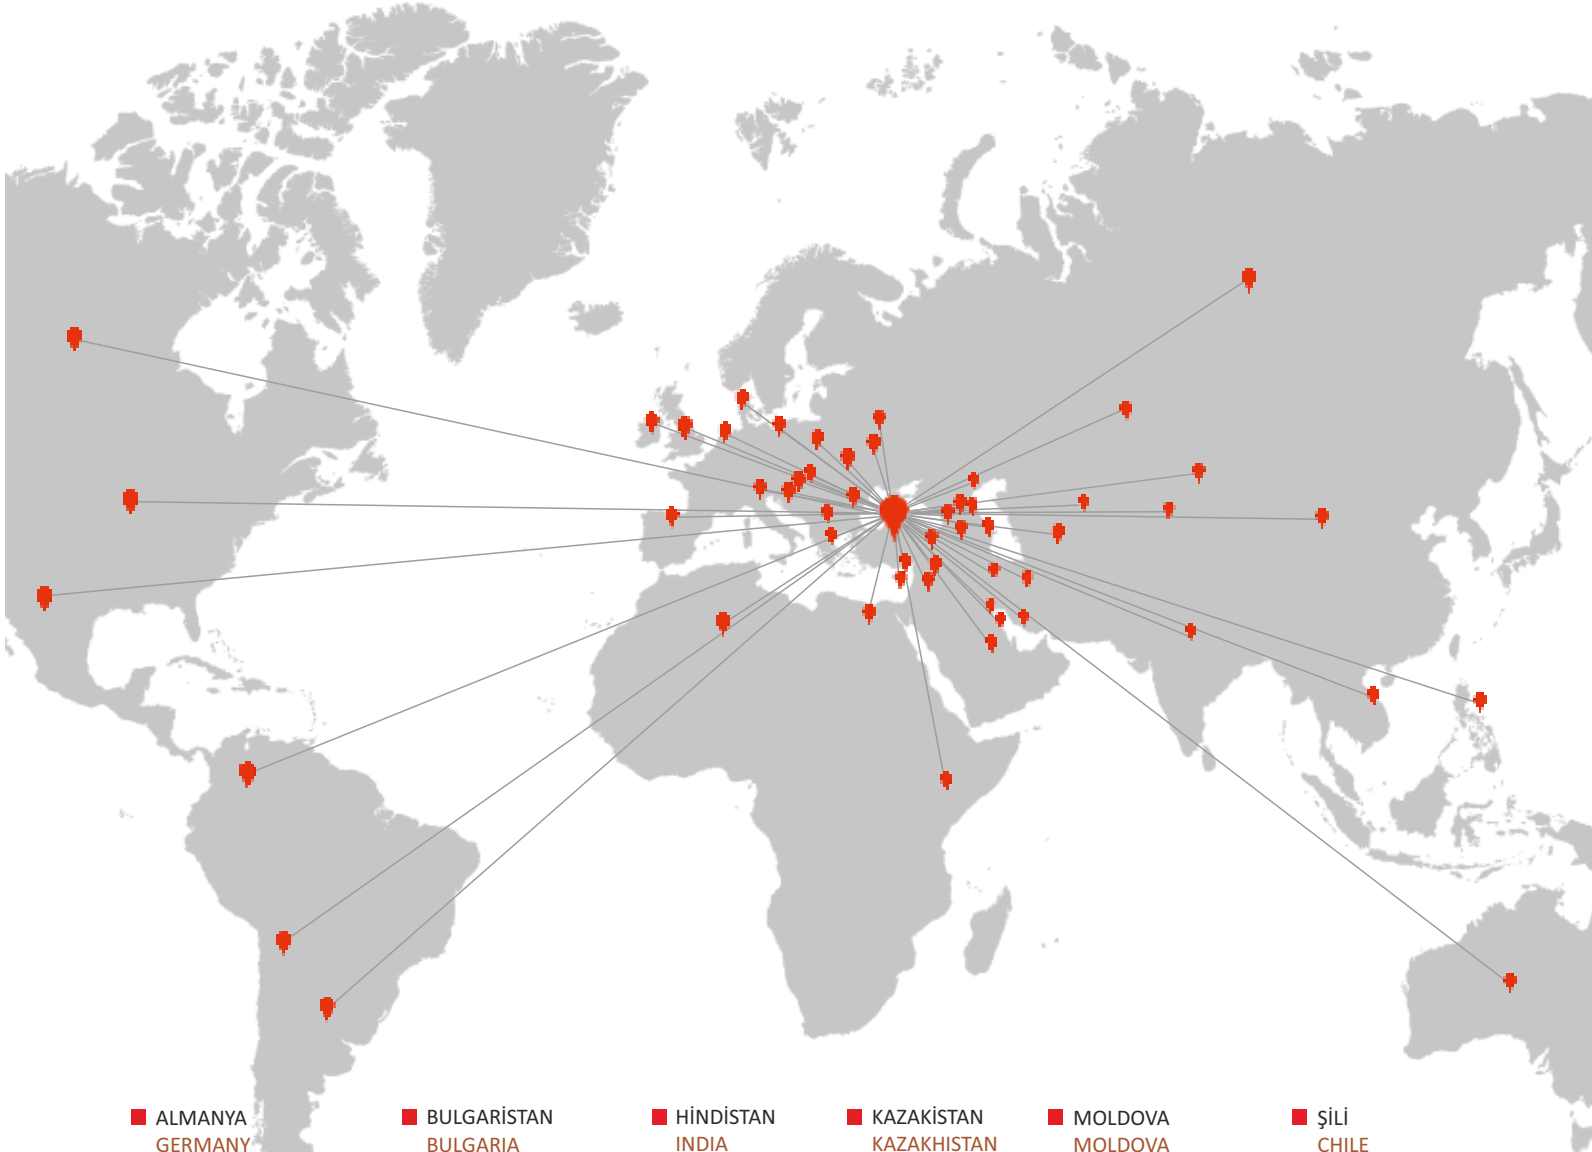 ALMANYA
GERMANY
BULGARİSTAN
BULGARIA
HİNDİSTAN
INDIA
KAZAKİSTAN
KAZAKHISTAN
MOLDOVA
MOLDOVA
ŞİLİ
CHILE